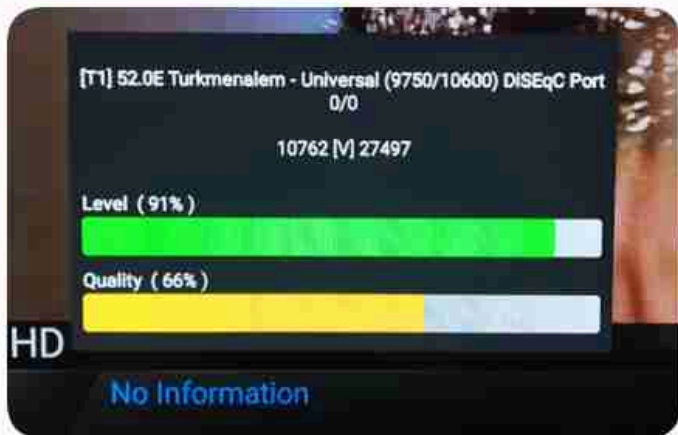 [T1] 52.0E Turkmenalem - Universal (9750/10600) DiSEqC Port
0/0
10762 [V] 27497
Level ( 91% )
Quality ( 66% )
HD
No Information